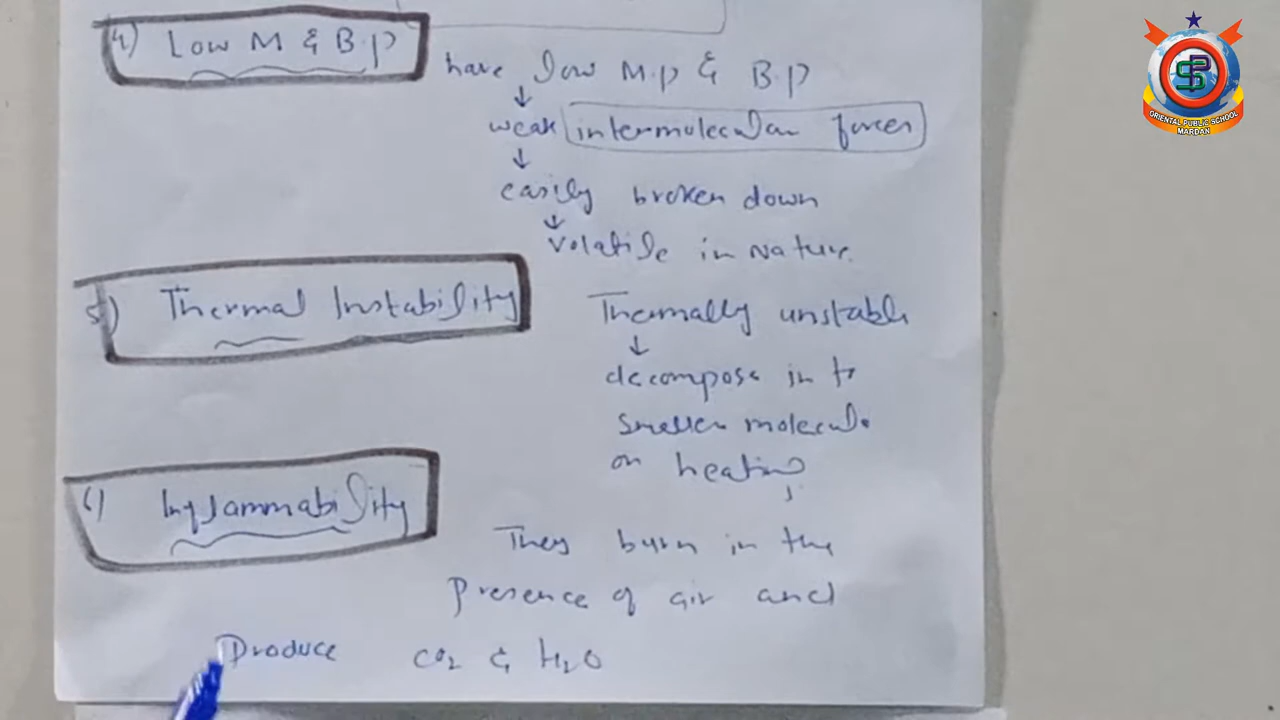 4) Low M & B.p
have low M.p & B.p
↓
weak intermolecular forces
↓
easily broken down
↓
volatile in Nature.
5) Thermal Instability
Thermally unstable
↓
decompose in to
smaller molecule
on heating
6) Inflammability
They burn in the
Presence of air and
Produce CO2 & H2O
OPS
ORIENTAL PUBLIC SCHOOL
MARDAN